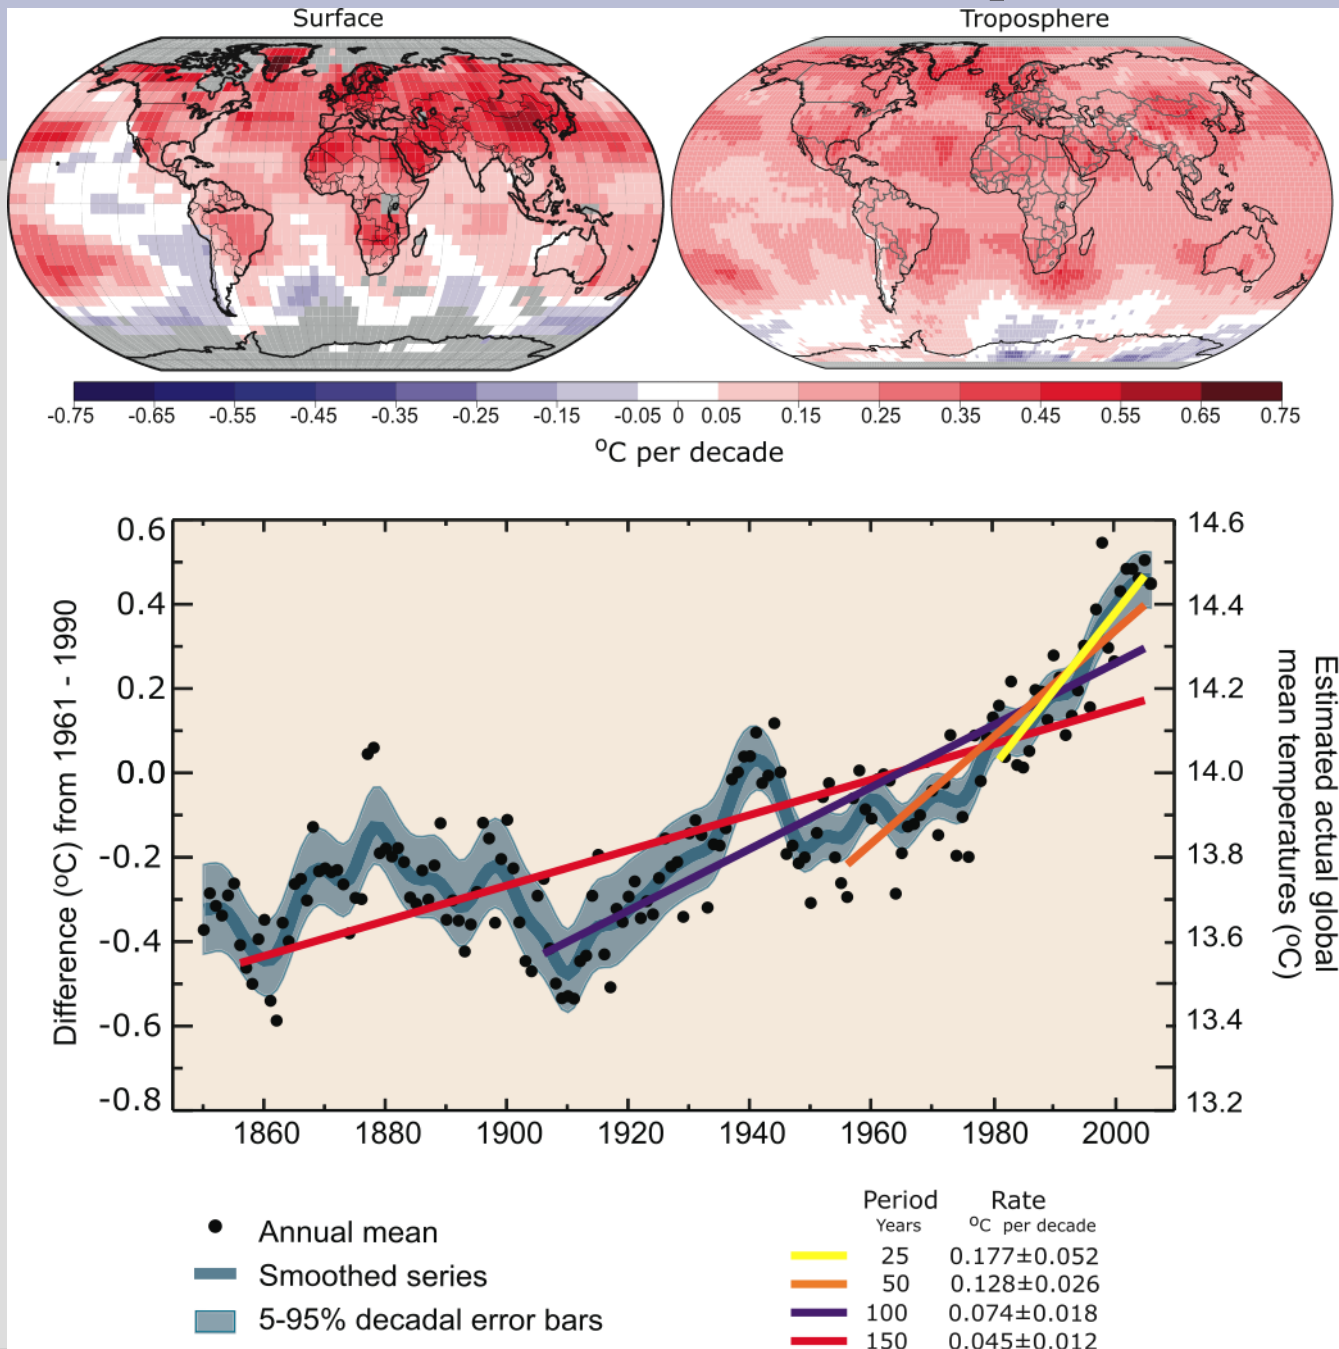 Surface
Troposphere
-0.75 -0.65 -0.55 -0.45 -0.35 -0.25 -0.15 -0.05 0 0.05 0.15 0.25 0.35 0.45 0.55 0.65 0.75
oC per decade
Difference (oC) from 1961 - 1990
0.6
0.4
0.2
0.0
-0.2
-0.4
-0.6
-0.8
14.6
14.4
14.2
14.0
13.8
13.6
13.4
13.2
Estimated actual global
mean temperatures (oC)
1860 1880 1900 1920 1940 1960 1980 2000
Annual mean
Smoothed series
5-95% decadal error bars
Period Rate
Years oC per decade
25 0.177±0.052
50 0.128±0.026
100 0.074±0.018
150 0.045±0.012